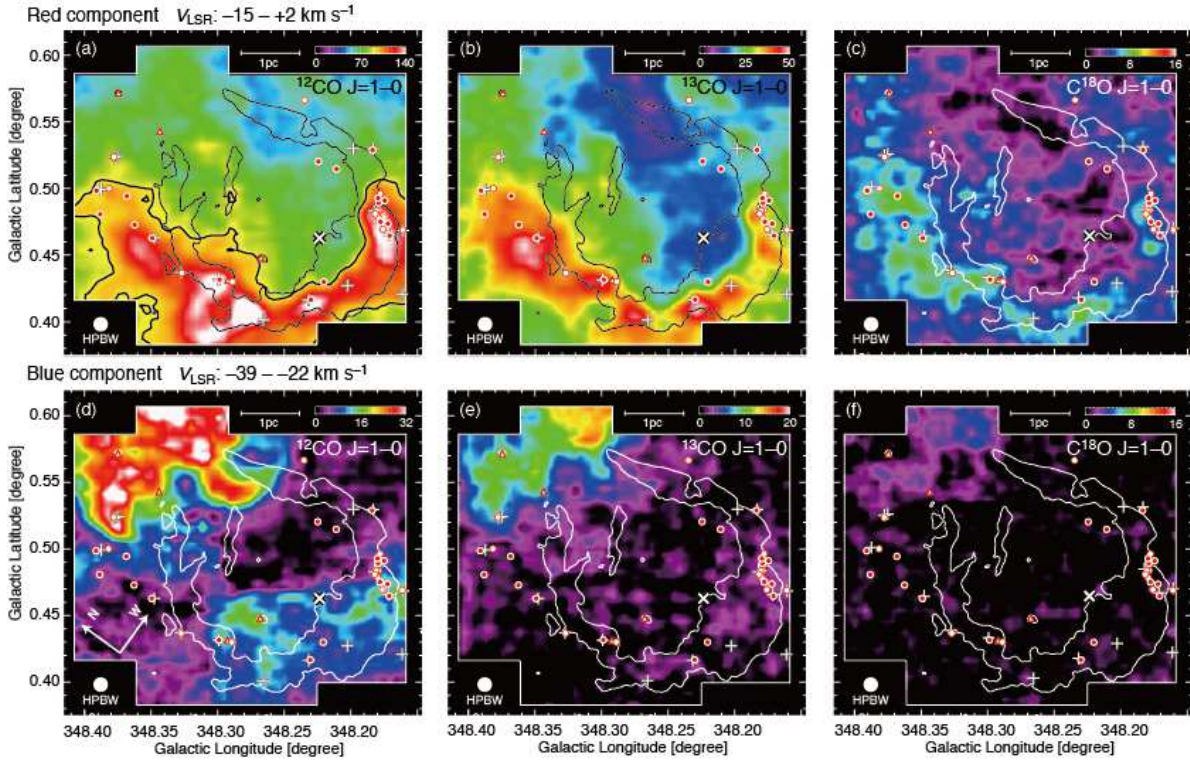 Red component V_LSR: −15 – +2 km s⁻¹
(a) 1pc 0 70 140
¹²CO J=1–0
(b) 1pc 0 25 50
¹³CO J=1–0
(c) 1pc 0 8 16
C¹⁸O J=1–0
0.60
0.55
0.50
0.45
0.40
Galactic Latitude [degree]
HPBW
HPBW
HPBW
Blue component V_LSR: −39 – −22 km s⁻¹
(d) 1pc 0 16 32
¹²CO J=1–0
(e) 1pc 0 10 20
¹³CO J=1–0
(f) 1pc 0 8 16
C¹⁸O J=1–0
0.60
0.55
0.50
0.45
0.40
Galactic Latitude [degree]
N W
HPBW
HPBW
HPBW
348.40 348.35 348.30 348.25 348.20
348.40 348.35 348.30 348.25 348.20
348.40 348.35 348.30 348.25 348.20
Galactic Longitude [degree]
Galactic Longitude [degree]
Galactic Longitude [degree]